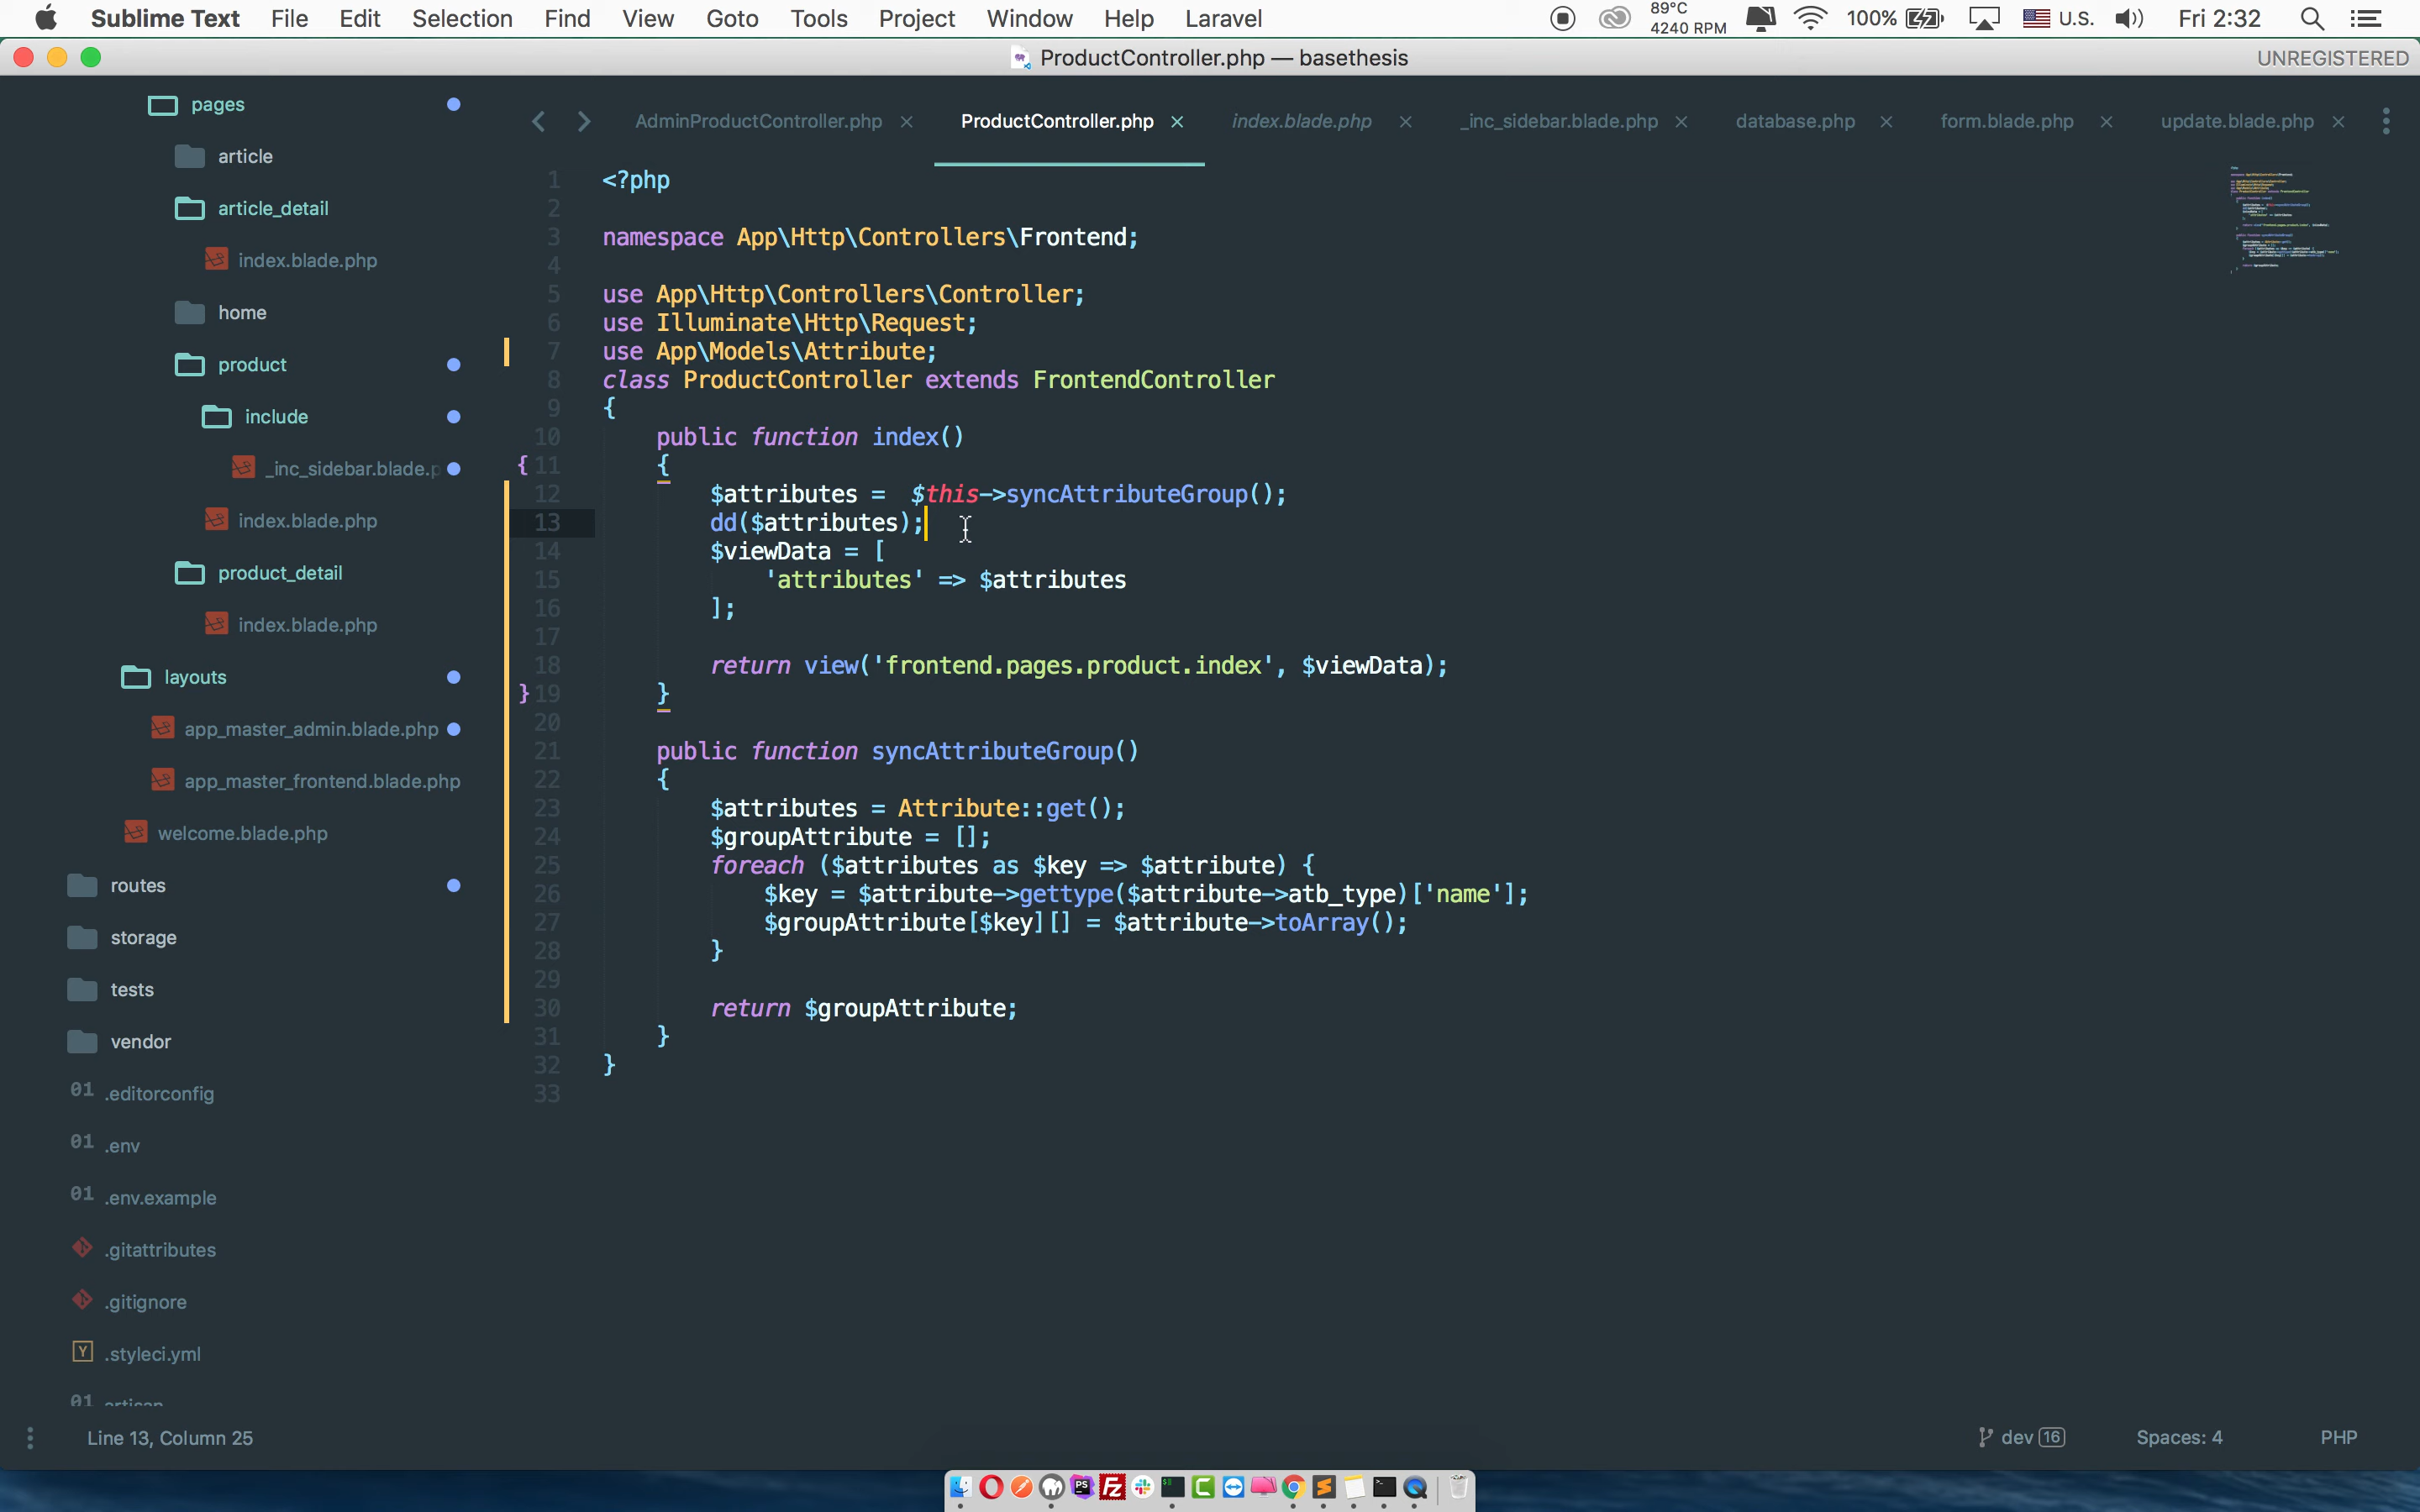 Sublime Text File Edit Selection Find View Goto Tools Project Window Help Laravel 89°C 4240 RPM 100% U.S. Fri 2:32
ProductController.php — basethesis UNREGISTERED
pages
article
article_detail
index.blade.php
home
product
include
_inc_sidebar.blade.p
index.blade.php
product_detail
index.blade.php
layouts
app_master_admin.blade.php
app_master_frontend.blade.php
welcome.blade.php
routes
storage
tests
vendor
01 .editorconfig
01 .env
01 .env.example
.gitattributes
.gitignore
Y .styleci.yml
01 artisan
AdminProductController.php × ProductController.php × index.blade.php × _inc_sidebar.blade.php × database.php × form.blade.php × update.blade.php ×
1 <?php
2
3 namespace App\Http\Controllers\Frontend;
4
5 use App\Http\Controllers\Controller;
6 use Illuminate\Http\Request;
7 use App\Models\Attribute;
8 class ProductController extends FrontendController
9 {
10 public function index()
{ 11 {
12 $attributes =  $this->syncAttributeGroup();
13 dd($attributes);
14 $viewData = [
15 'attributes' => $attributes
16 ];
17
18 return view('frontend.pages.product.index', $viewData);
} 19 }
20
21 public function syncAttributeGroup()
22 {
23 $attributes = Attribute::get();
24 $groupAttribute = [];
25 foreach ($attributes as $key => $attribute) {
26 $key = $attribute->gettype($attribute->atb_type)['name'];
27 $groupAttribute[$key][] = $attribute->toArray();
28 }
29
30 return $groupAttribute;
31 }
32 }
33
Line 13, Column 25 dev 16 Spaces: 4 PHP